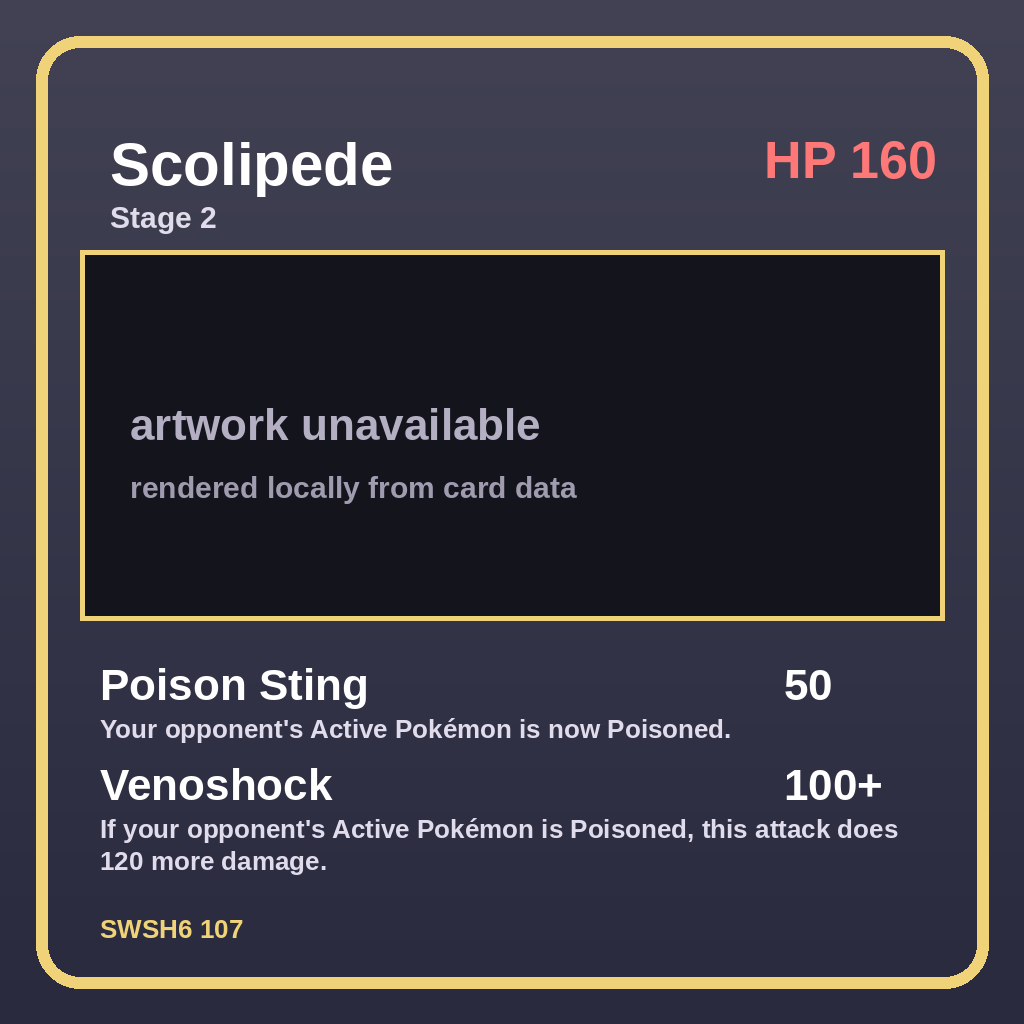 Scolipede
HP 160
Stage 2
artwork unavailable
rendered locally from card data
Poison Sting 50
Your opponent's Active Pokémon is now Poisoned.
Venoshock 100+
If your opponent's Active Pokémon is Poisoned, this attack does
120 more damage.
SWSH6 107